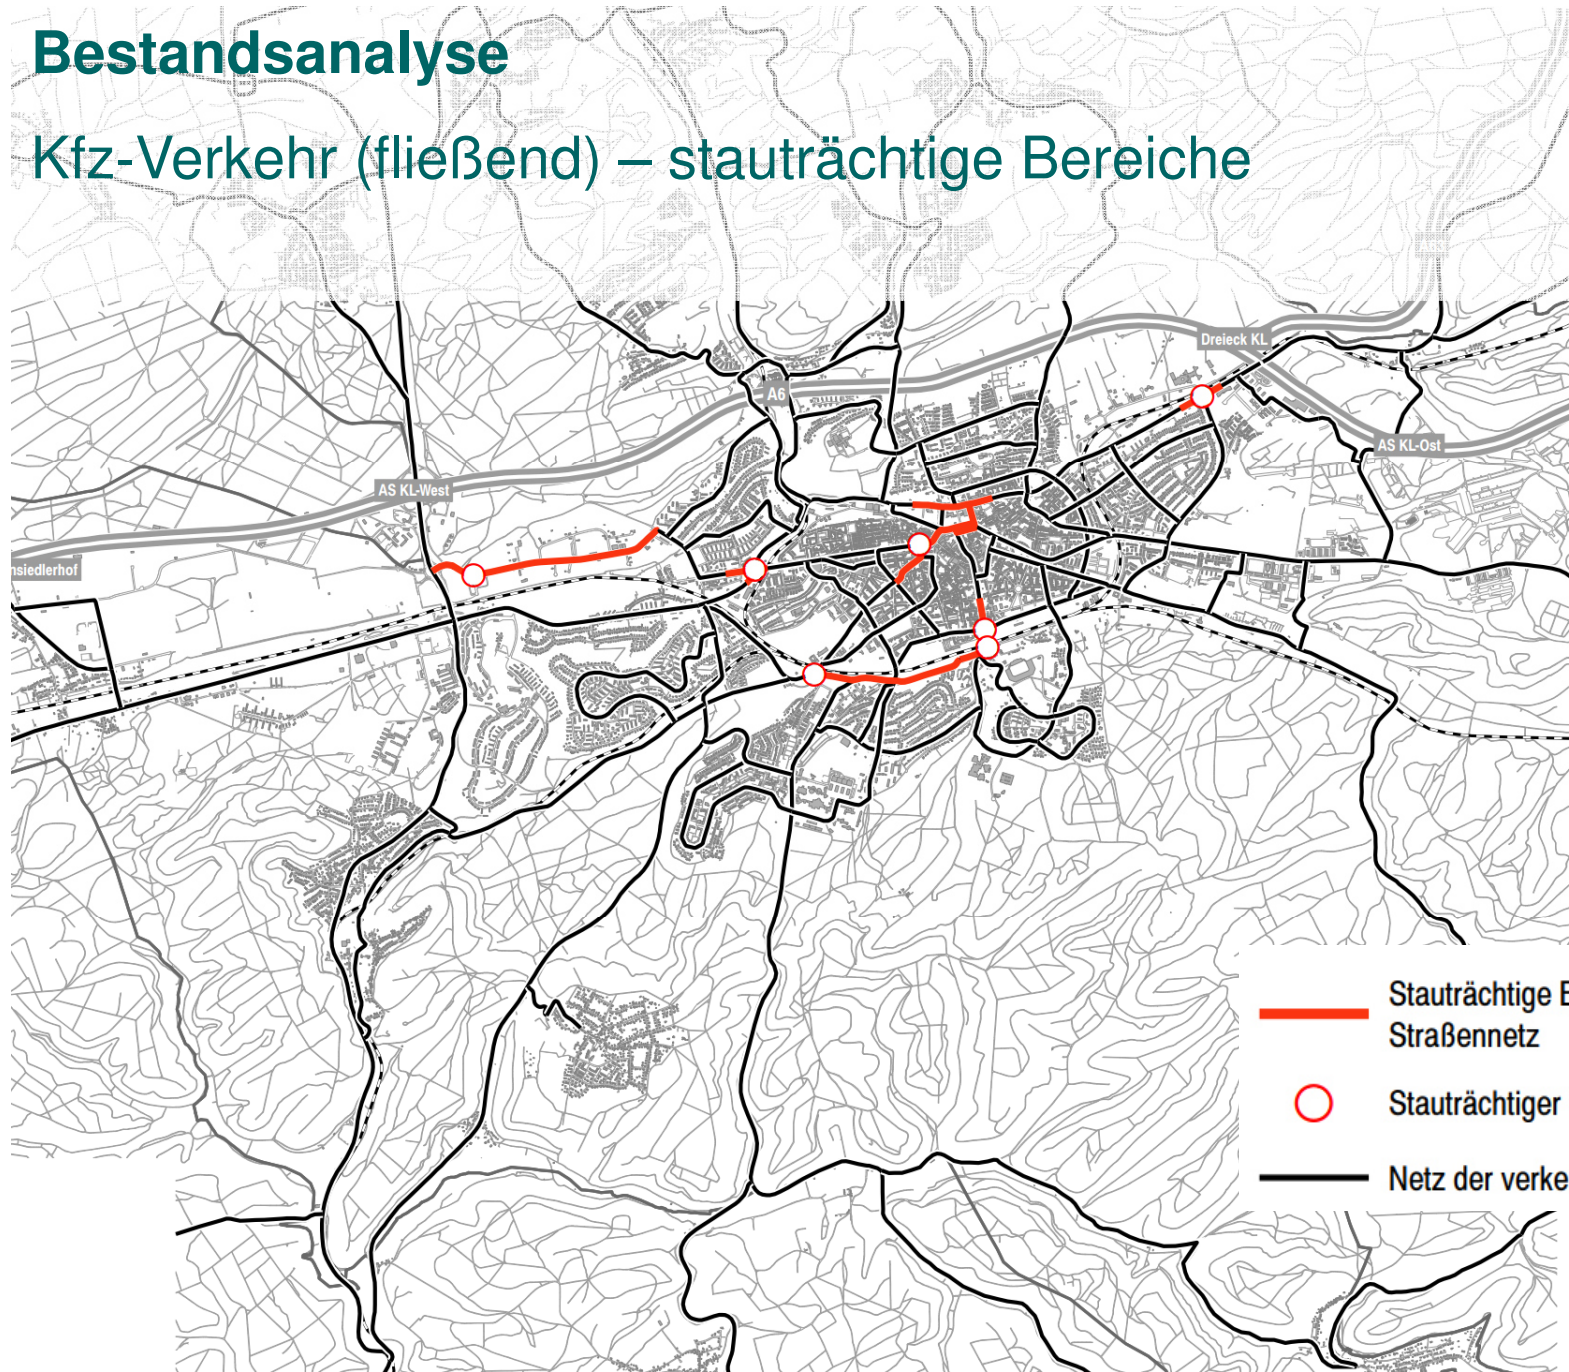 Bestandsanalyse
Kfz-Verkehr (fließend) – stauträchtige Bereiche
Dreieck KL
A6
AS KL-Ost
AS KL-West
nsiedlerhof
Stauträchtige
Straßennetz
Stauträchtiger
Netz der verke